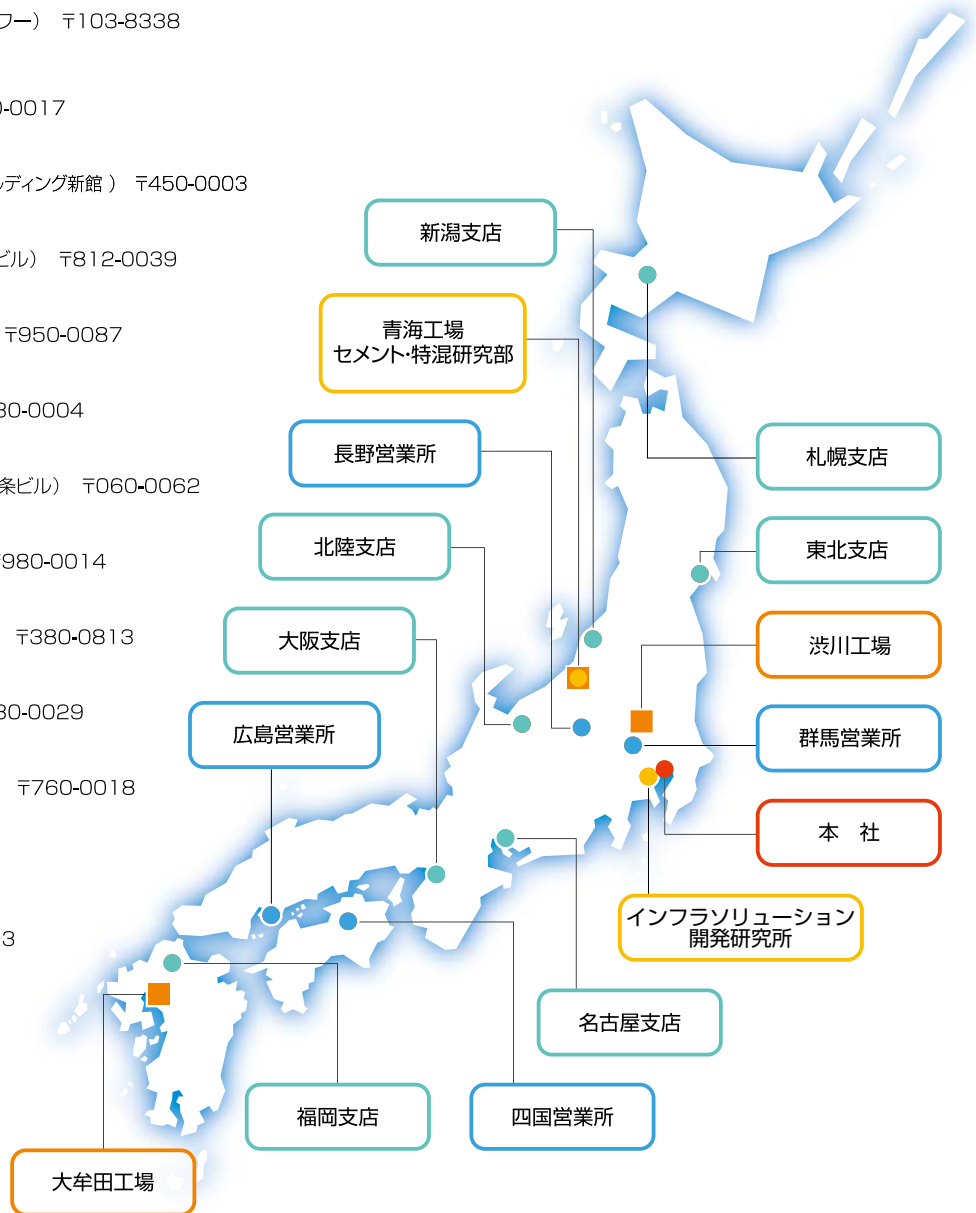 フー） 〒103-8338
0-0017
ルディング新館 ） 〒450-0003
ビル） 〒812-0039
〒950-0087
30-0004
条ビル） 〒060-0062
〒980-0014
〒380-0813
30-0029
〒760-0018
3
新潟支店
青海工場
セメント・特混研究部
長野営業所
北陸支店
大阪支店
広島営業所
札幌支店
東北支店
渋川工場
群馬営業所
本　社
インフラソリューション
開発研究所
名古屋支店
四国営業所
福岡支店
大牟田工場